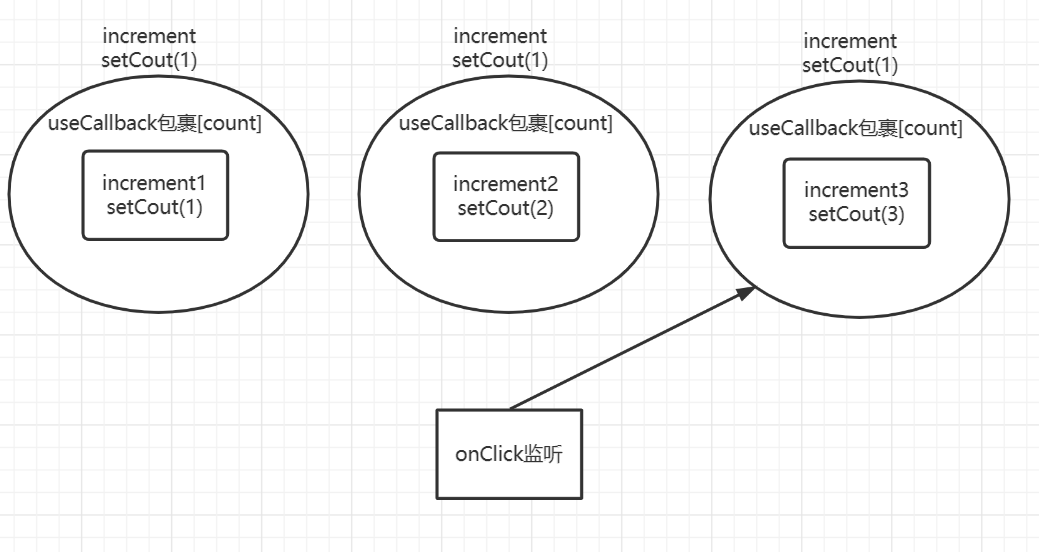 increment
setCout(1)
useCallback包裹[count]
increment1
setCout(1)
increment
setCout(1)
useCallback包裹[count]
increment2
setCout(2)
increment
setCout(1)
useCallback包裹[count]
increment3
setCout(3)
onClick监听